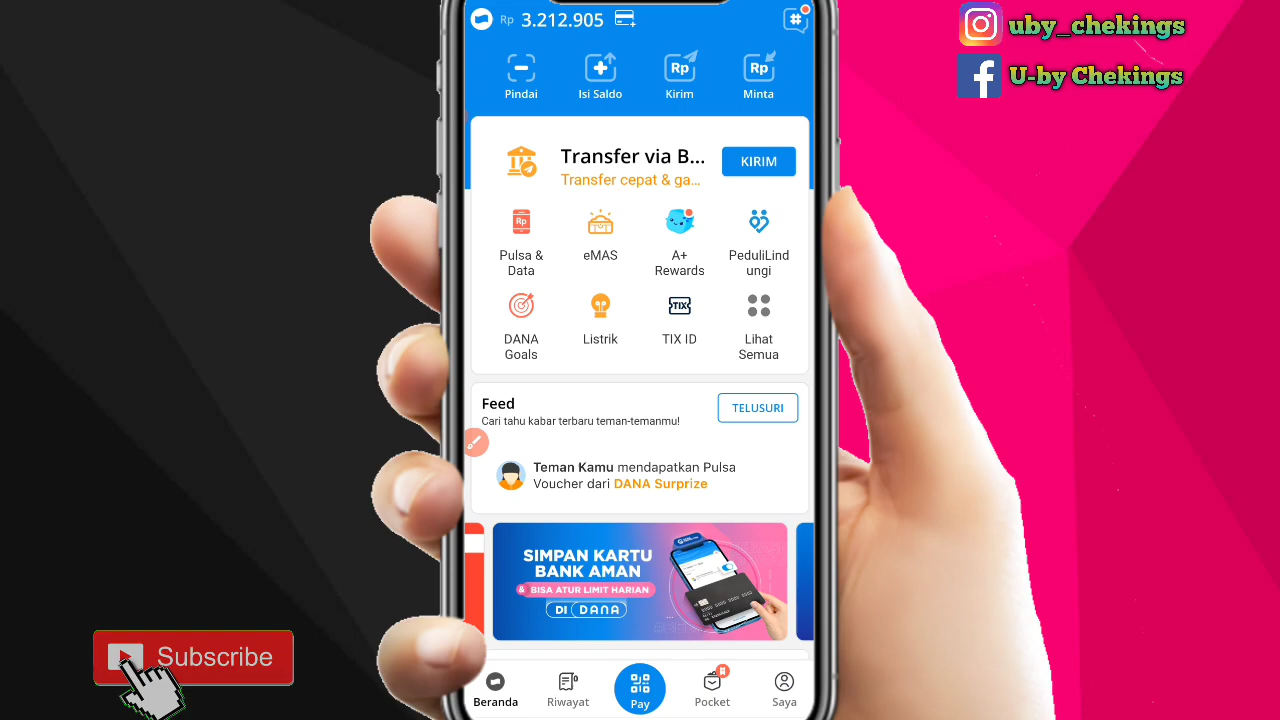 Rp 3.212.905
uby_chekings
U-by Chekings
Pindai
Isi Saldo
Rp
Kirim
Rp
Minta
Transfer via B...
Transfer cepat & ga...
KIRIM
Rp
Pulsa &
Data
eMAS
A+
Rewards
PeduliLind
ungi
DANA
Goals
Listrik
TIX
TIX ID
Lihat
Semua
Feed
Cari tahu kabar terbaru teman-temanmu!
TELUSURI
Teman Kamu mendapatkan Pulsa
Voucher dari DANA Surprize
SIMPAN KARTU
BANK AMAN
& BISA ATUR LIMIT HARIAN
DI DANA
Subscribe
Beranda
Riwayat
Pay
Pocket
Saya